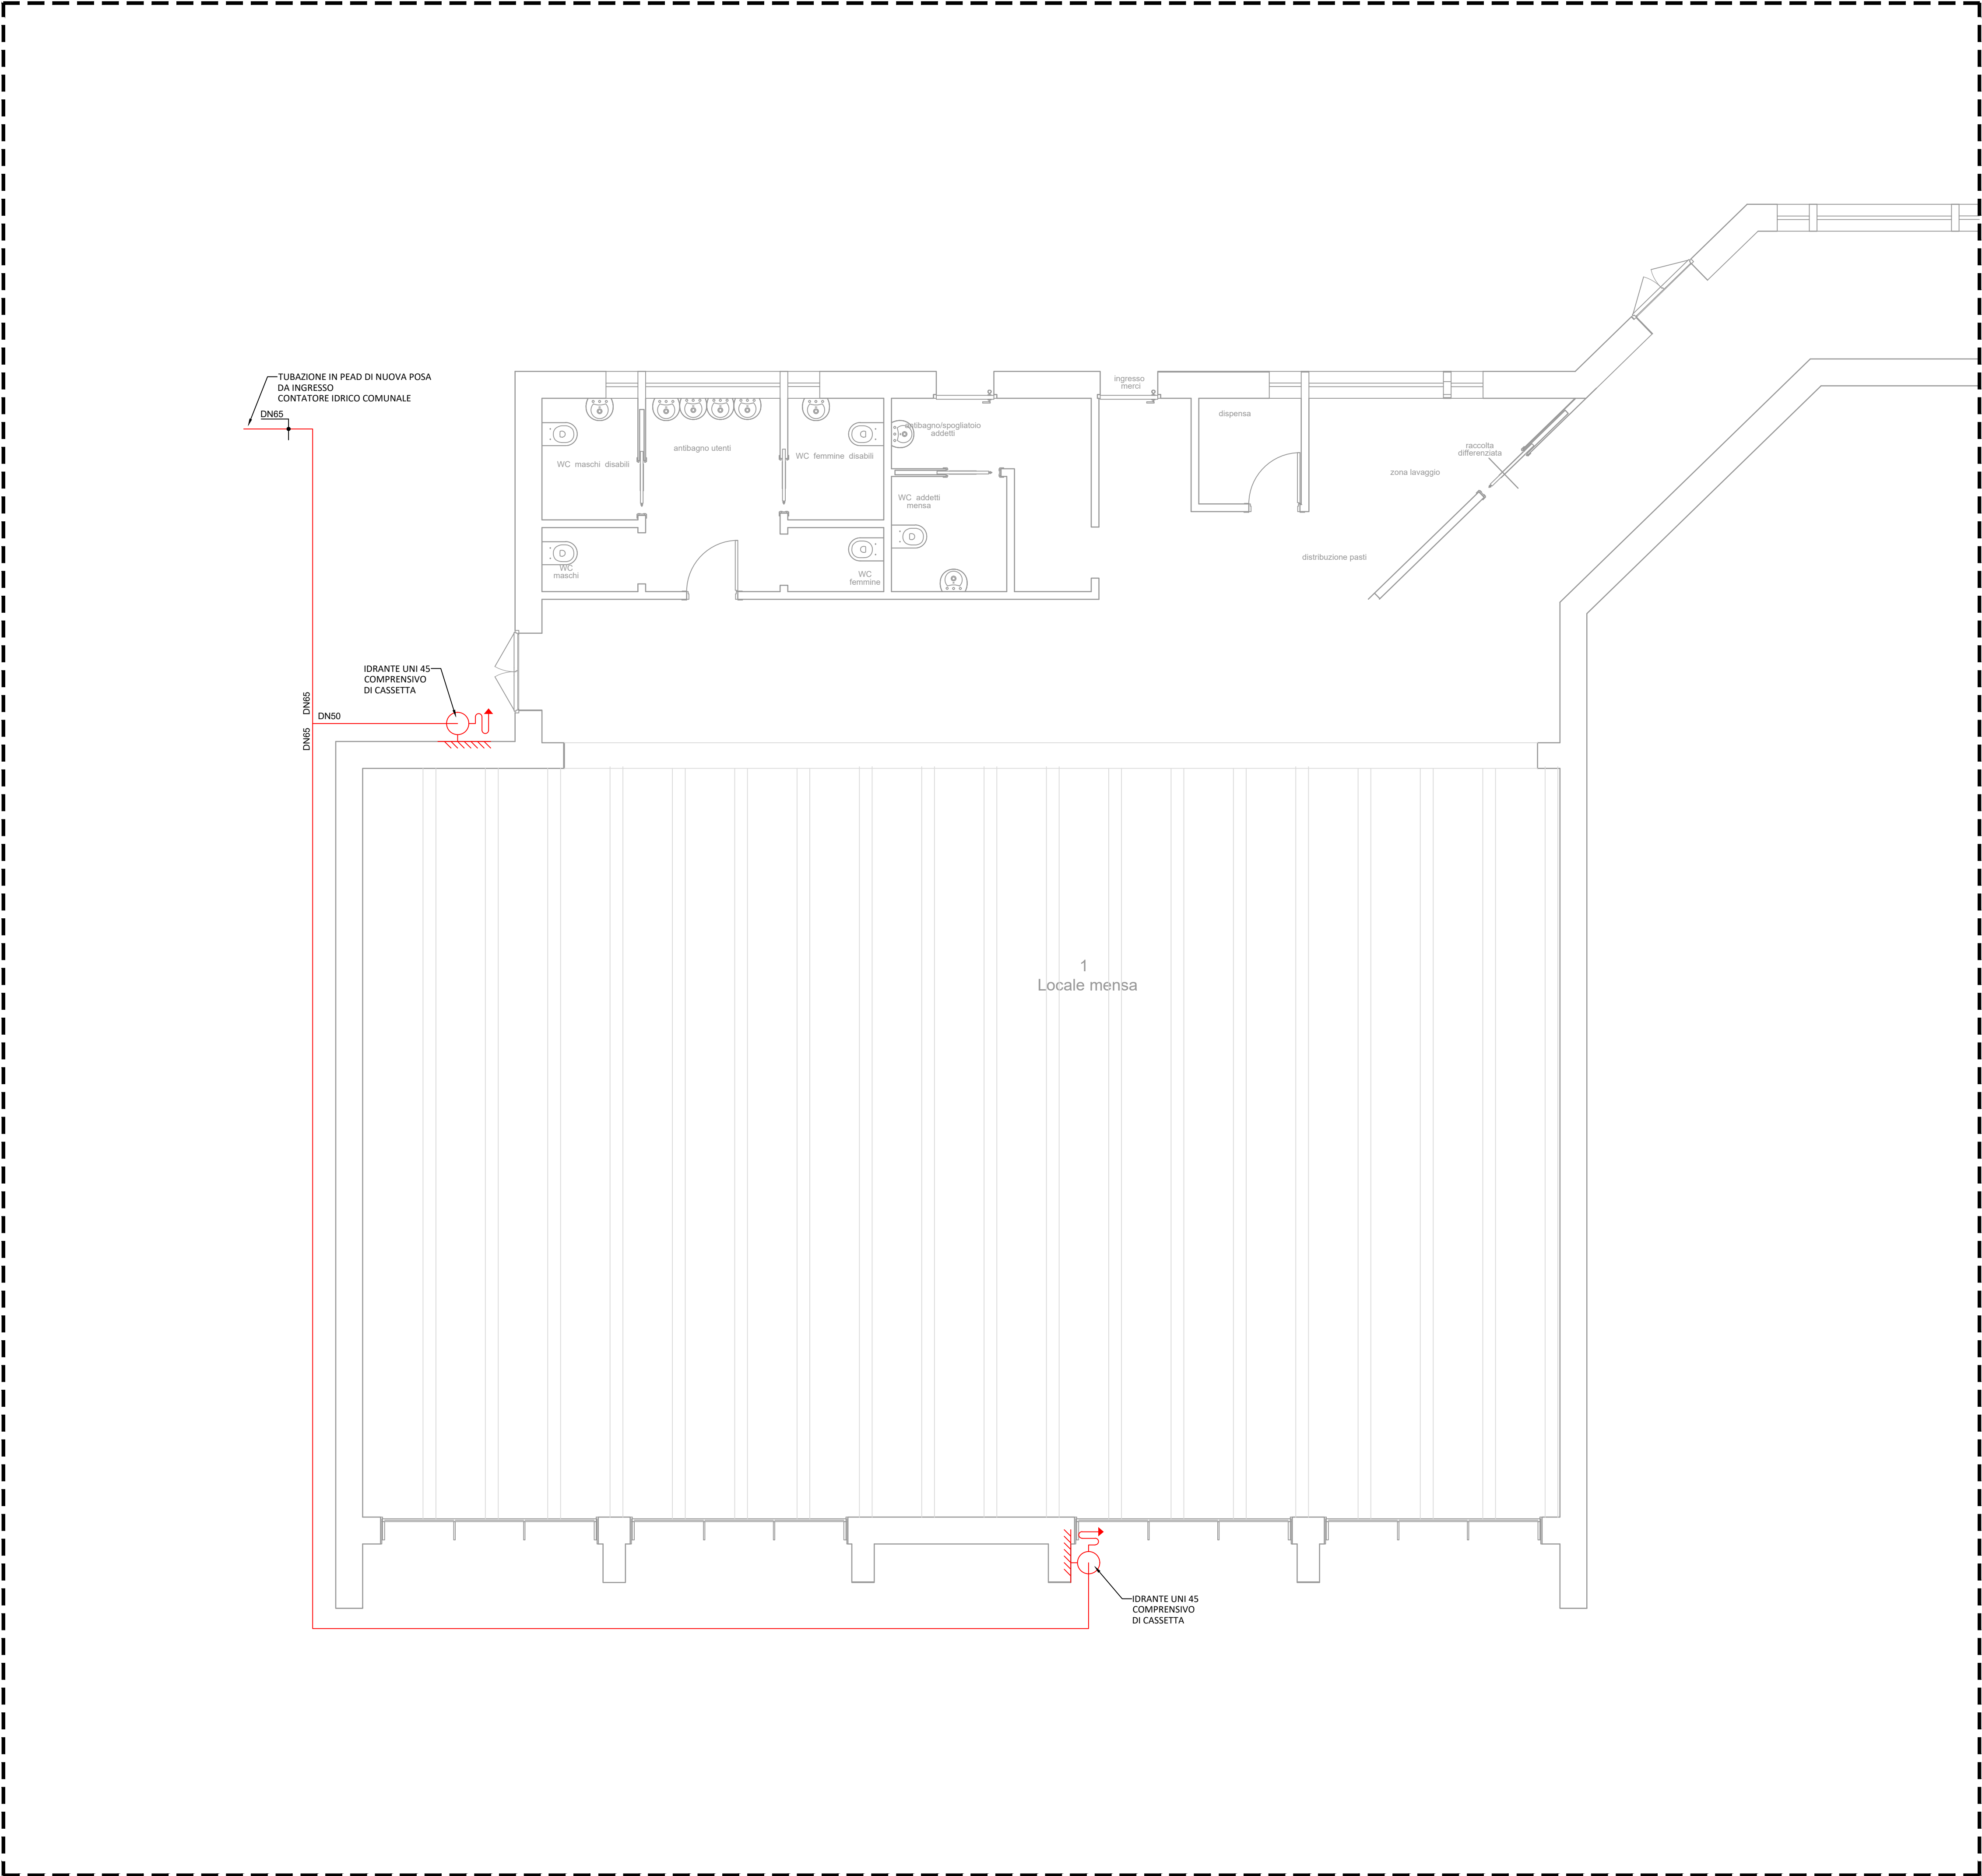 TUBAZIONE IN PEAD DI NUOVA POSA
DA INGRESSO
CONTATORE IDRICO COMUNALE
DN65
ingresso
merci
dispensa
antibagno/spogliatoio
addetti
antibagno utenti
WC maschi disabili
WC femmine disabili
raccolta
differenziata
zona lavaggio
WC addetti
mensa
distribuzione pasti
WC
maschi
WC
femmine
IDRANTE UNI 45
COMPRENSIVO
DI CASSETTA
DN65
DN50
DN65
1
Locale mensa
IDRANTE UNI 45
COMPRENSIVO
DI CASSETTA